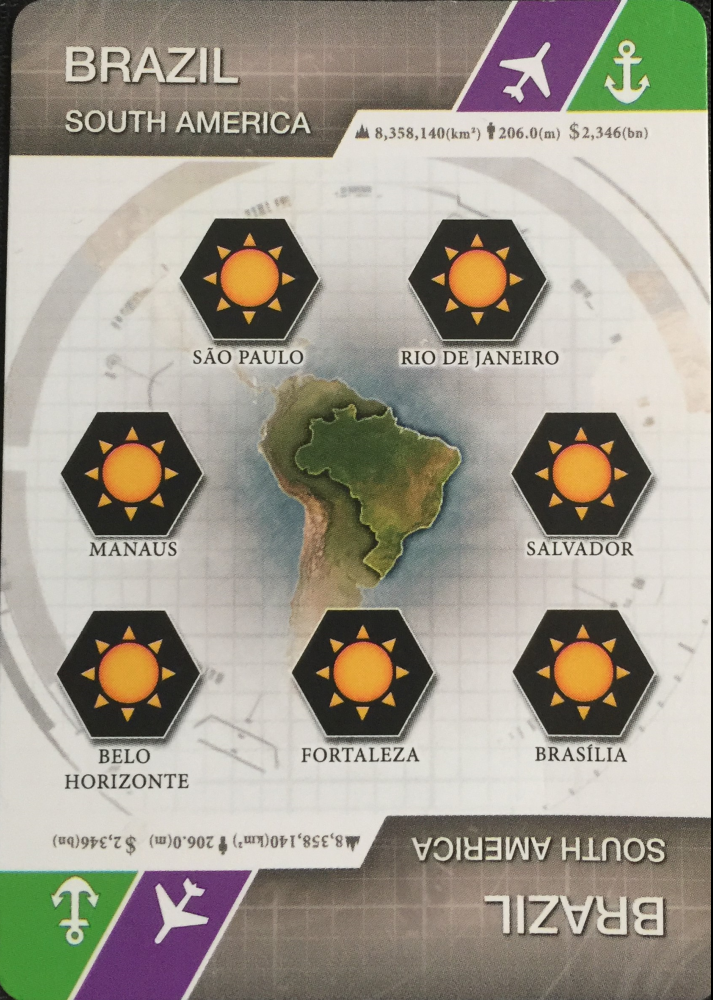 BRAZIL
SOUTH AMERICA
8,358,140(km²) 206.0(m) $2,346(bn)
SÃO PAULO
RIO DE JANEIRO
MANAUS
SALVADOR
BELO
HORIZONTE
FORTALEZA
BRASÍLIA
8,358,140(km²) 206.0(m) $2,346(bn)
SOUTH AMERICA
BRAZIL